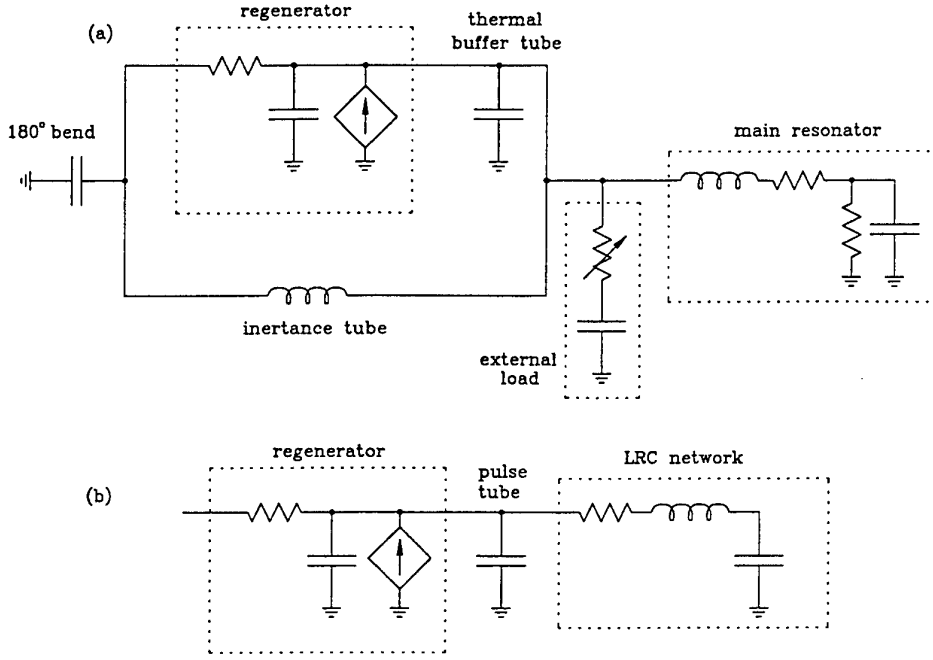 (a)
regenerator
thermal
buffer tube
180° bend
main resonator
inertance tube
external
load
(b)
regenerator
pulse
tube
LRC network